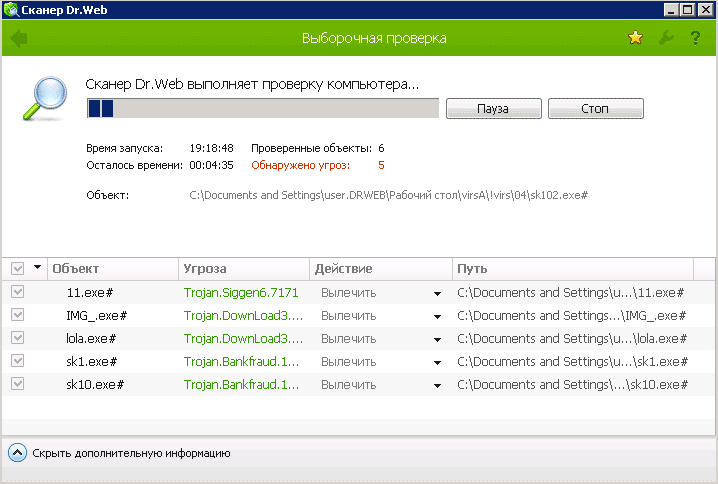 Сканер Dr.Web
Выборочная проверка
Сканер Dr.Web выполняет проверку компьютера...
Пауза Стоп
Время запуска: 19:18:48 Проверенные объекты: 6
Осталось времени: 00:04:35 Обнаружено угроз: 5
Объект: C:\Documents and Settings\user.DRWEB\Рабочий стол\virsA\!virs\04\sk102.exe#
Объект Угроза Действие Путь
11.exe# Trojan.Siggen6.7171 Вылечить C:\Documents and Settings\u...\11.exe#
IMG_.exe# Trojan.DownLoad3.... Вылечить C:\Documents and Settings...\IMG_.exe#
lola.exe# Trojan.DownLoad3.... Вылечить C:\Documents and Settings\u...\lola.exe#
sk1.exe# Trojan.Bankfraud.1... Вылечить C:\Documents and Settings\u...\sk1.exe#
sk10.exe# Trojan.Bankfraud.1... Вылечить C:\Documents and Settings\...\sk10.exe#
Скрыть дополнительную информацию